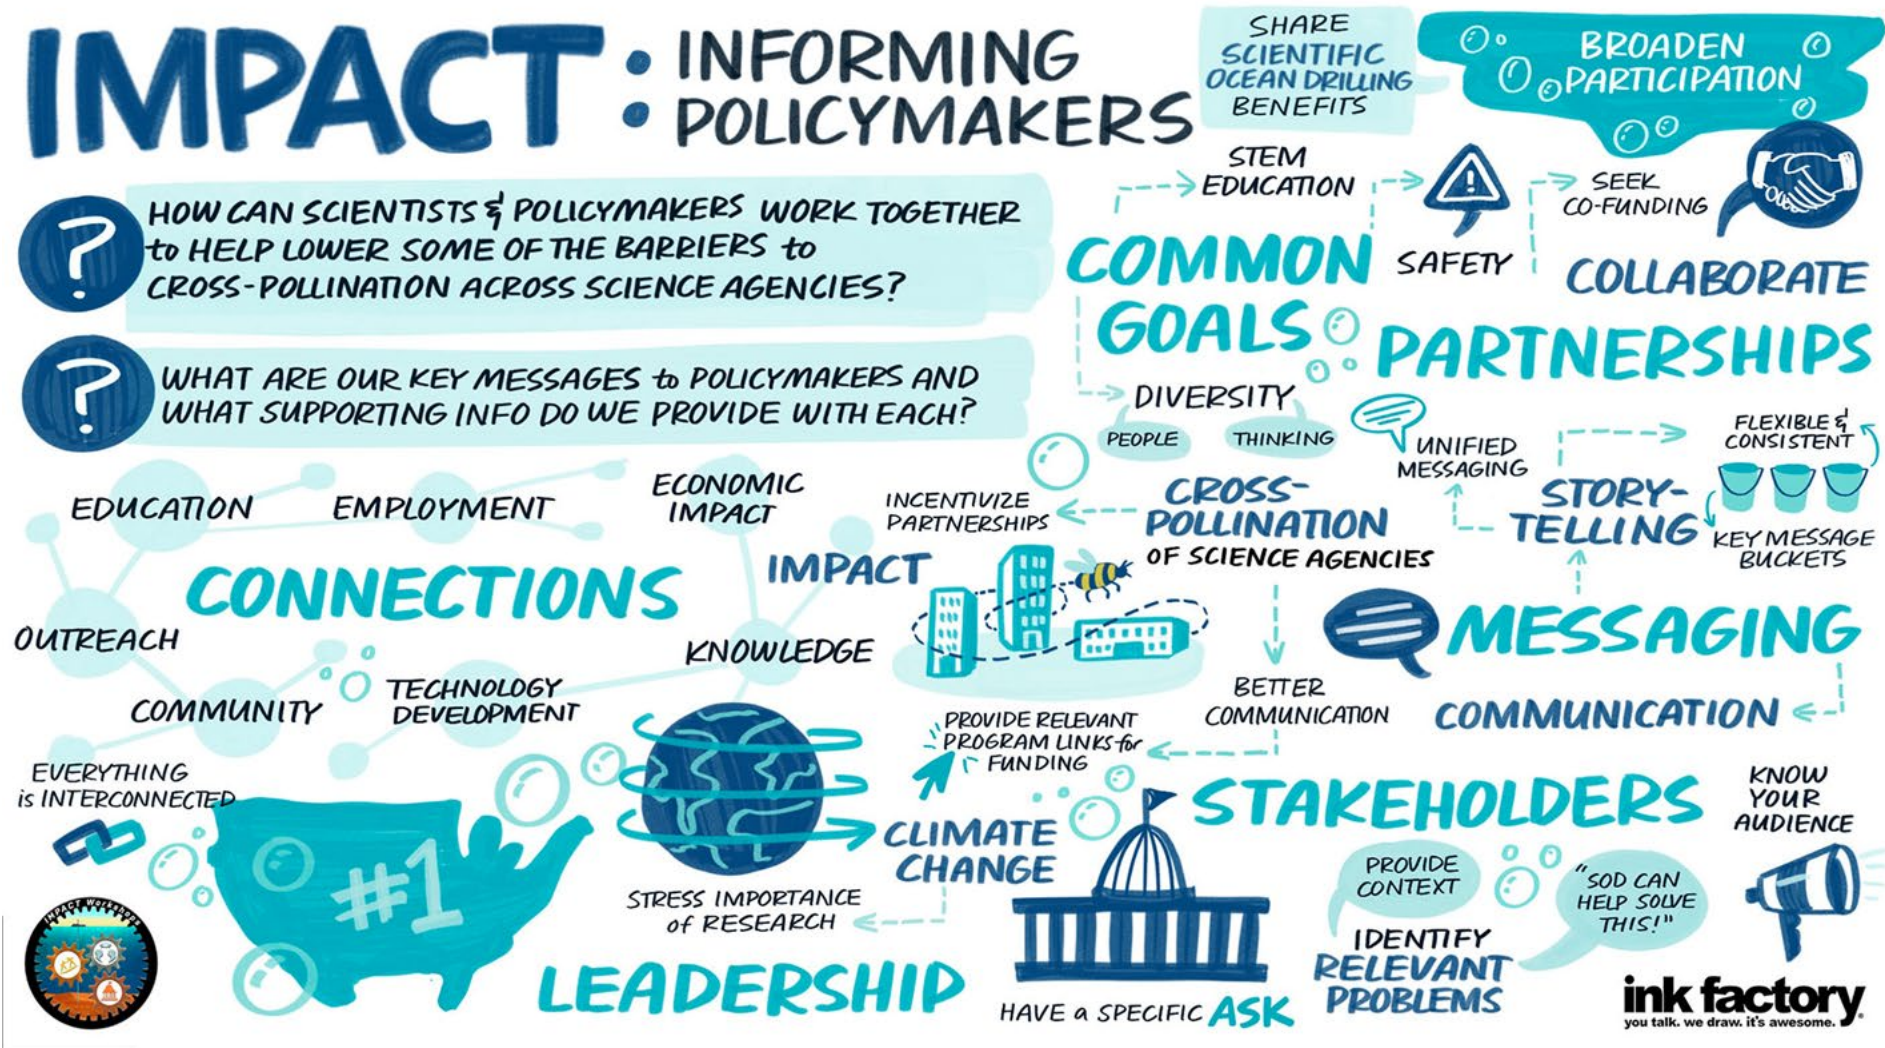 IMPACT:
INFORMING
POLICYMAKERS
SHARE
SCIENTIFIC
OCEAN DRILLING
BENEFITS
BROADEN
PARTICIPATION
HOW CAN SCIENTISTS & POLICYMAKERS WORK TOGETHER
to HELP LOWER SOME OF THE BARRIERS to
CROSS-POLLINATION ACROSS SCIENCE AGENCIES?
WHAT ARE OUR KEY MESSAGES to POLICYMAKERS AND
WHAT SUPPORTING INFO DO WE PROVIDE WITH EACH?
STEM
EDUCATION
SAFETY
SEEK
CO-FUNDING
COMMON
GOALS
COLLABORATE
PARTNERSHIPS
DIVERSITY
PEOPLE
THINKING
UNIFIED
MESSAGING
FLEXIBLE &
CONSISTENT
STORY-
TELLING
KEY MESSAGE
BUCKETS
CROSS-
POLLINATION
OF SCIENCE AGENCIES
INCENTIVIZE
PARTNERSHIPS
EDUCATION
EMPLOYMENT
ECONOMIC
IMPACT
IMPACT
CONNECTIONS
OUTREACH
KNOWLEDGE
COMMUNITY
TECHNOLOGY
DEVELOPMENT
MESSAGING
COMMUNICATION
BETTER
COMMUNICATION
PROVIDE RELEVANT
PROGRAM LINKS for
FUNDING
EVERYTHING
is INTERCONNECTED
#1
CLIMATE
CHANGE
STRESS IMPORTANCE
of RESEARCH
LEADERSHIP
STAKEHOLDERS
KNOW
YOUR
AUDIENCE
PROVIDE
CONTEXT
"SOD CAN
HELP SOLVE
THIS!"
IDENTIFY
RELEVANT
PROBLEMS
HAVE a SPECIFIC ASK
IMPACT Workshops
ink factory
you talk. we draw. it's awesome.